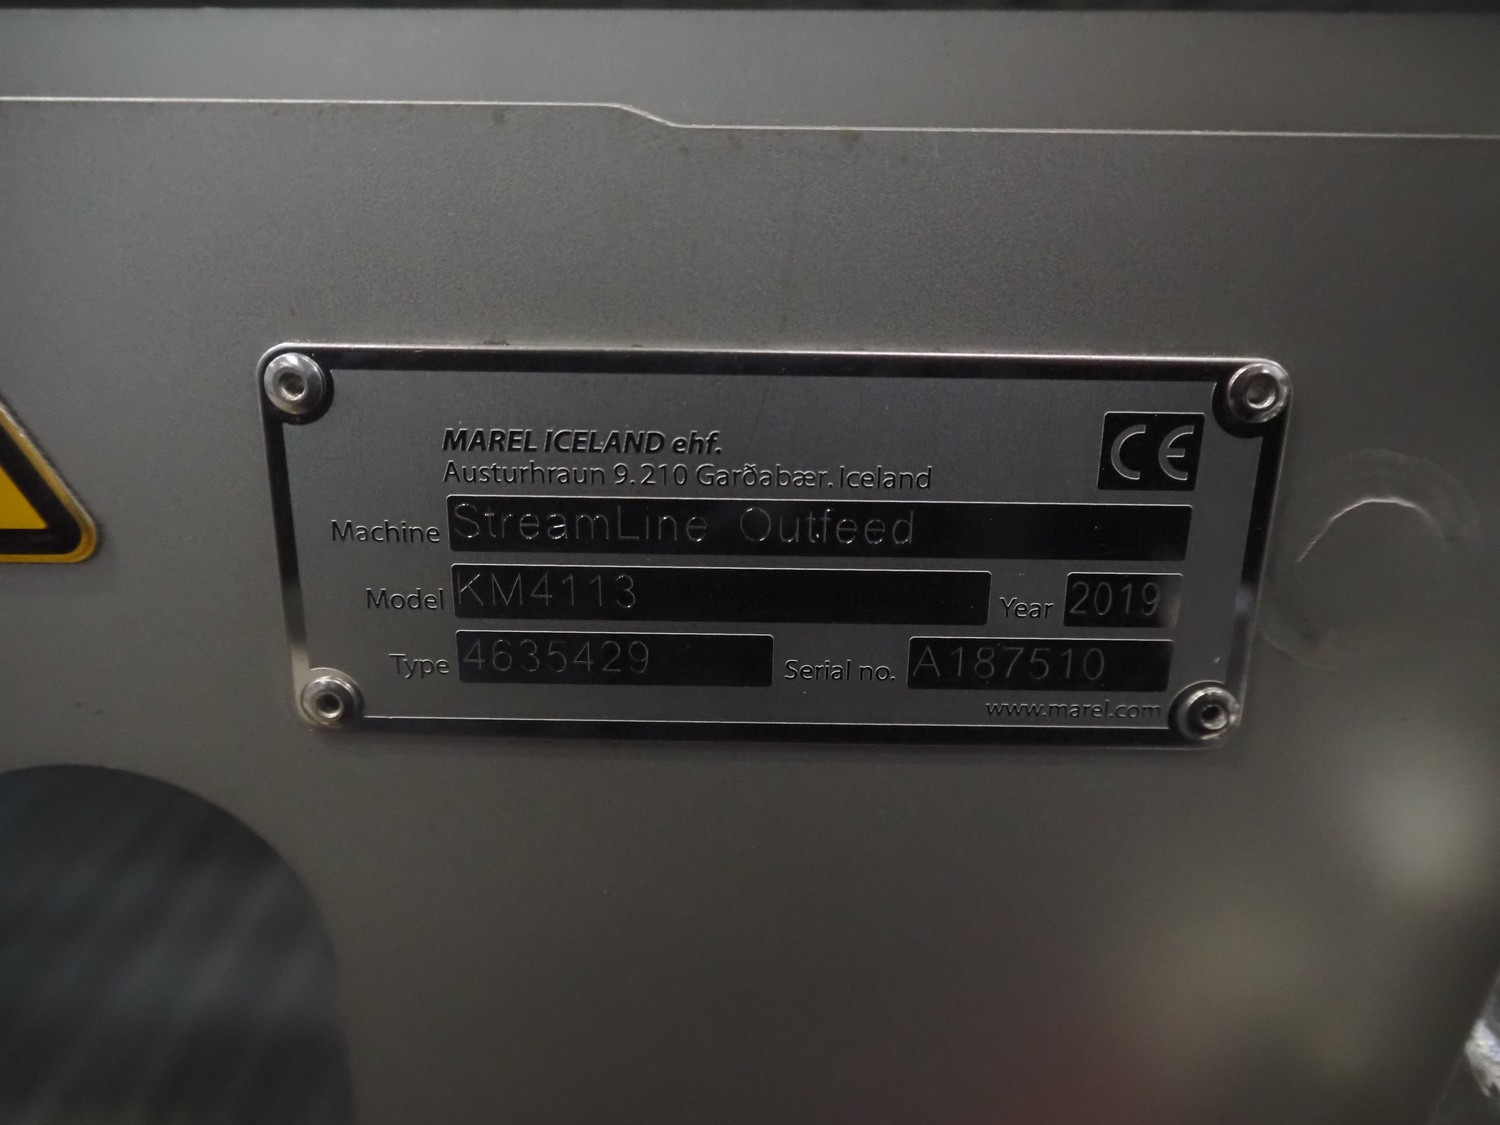 MAREL ICELAND ehf.
Austurhraun 9. 210 Garðabær. Iceland
CE
Machine StreamLine Outfeed
Model KM4113 Year 2019
Type 4635429 Serial no. A187510
www.marel.com